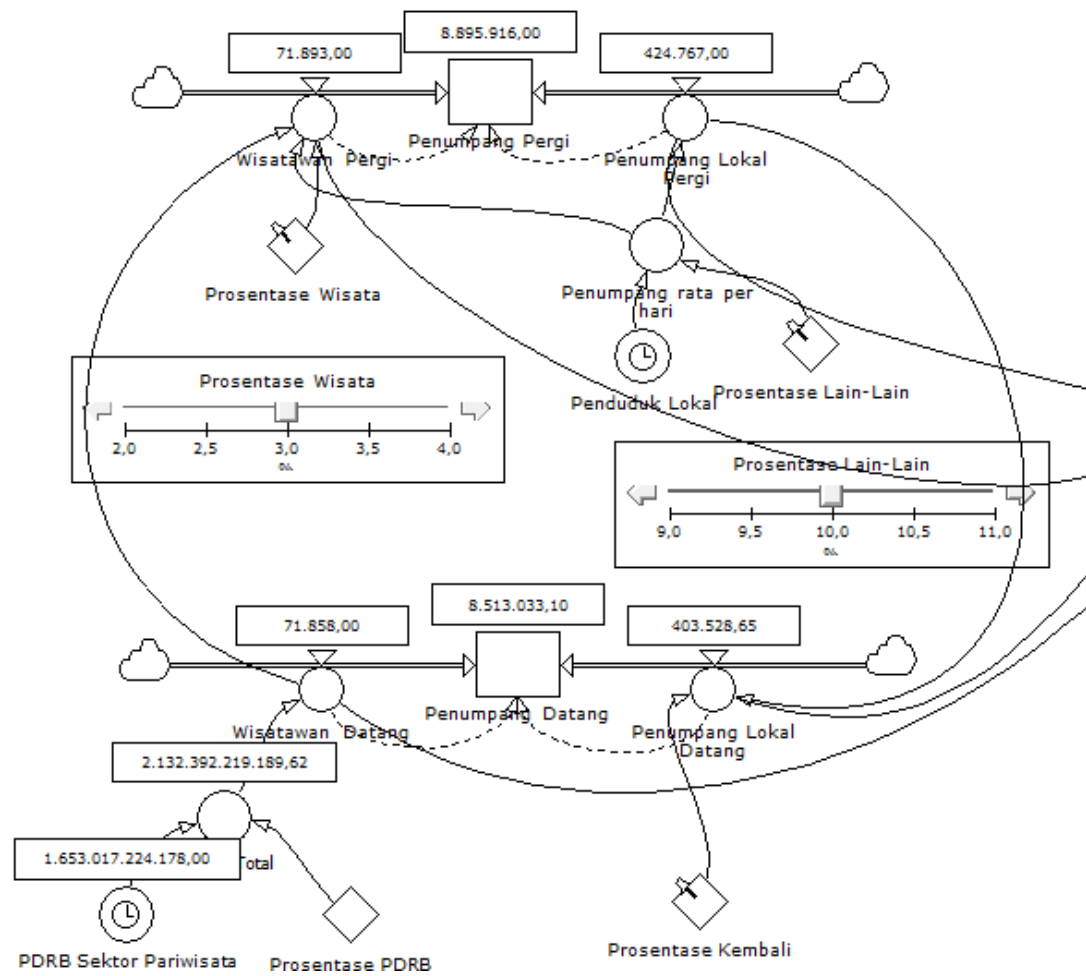 71.893,00
8.895.916,00
424.767,00
Wisatawan Pergi
Penumpang Pergi
Penumpang Lokal
Pergi
Prosentase Wisata
Penumpang rata per
hari
Prosentase Wisata
2,0 2,5 3,0 3,5 4,0
%
Penduduk Lokal
Prosentase Lain-Lain
Prosentase Lain-Lain
9,0 9,5 10,0 10,5 11,0
%
71.858,00
8.513.033,10
403.528,65
Wisatawan Datang
Penumpang Datang
Penumpang Lokal
Datang
2.132.392.219.189,62
1.653.017.224.178,00
Total
PDRB Sektor Pariwisata
Prosentase PDRB
Prosentase Kembali